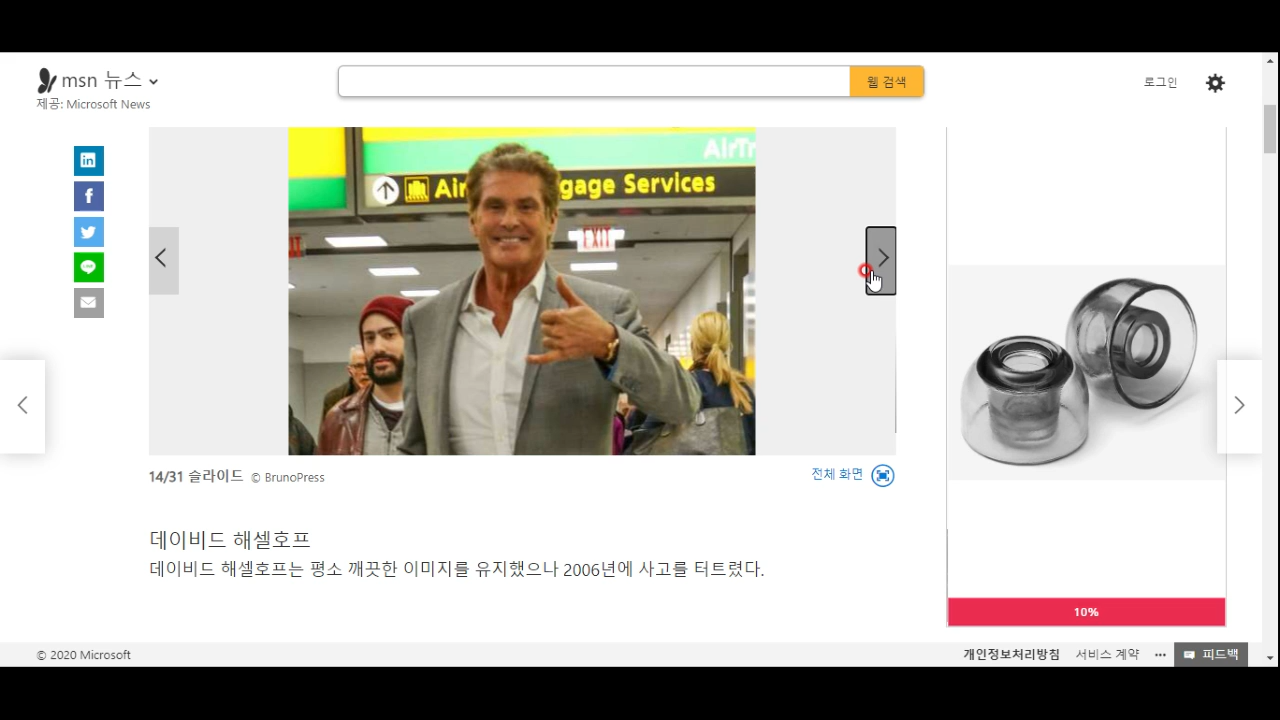 msn 뉴스
제공: Microsoft News
웹 검색
로그인
in
f
AirTr
Air
gage Services
EXIT
14/31 슬라이드 © BrunoPress
전체 화면
데이비드 해셀호프
데이비드 해셀호프는 평소 깨끗한 이미지를 유지했으나 2006년에 사고를 터트렸다.
10%
© 2020 Microsoft
개인정보처리방침 서비스 계약 ··· 피드백